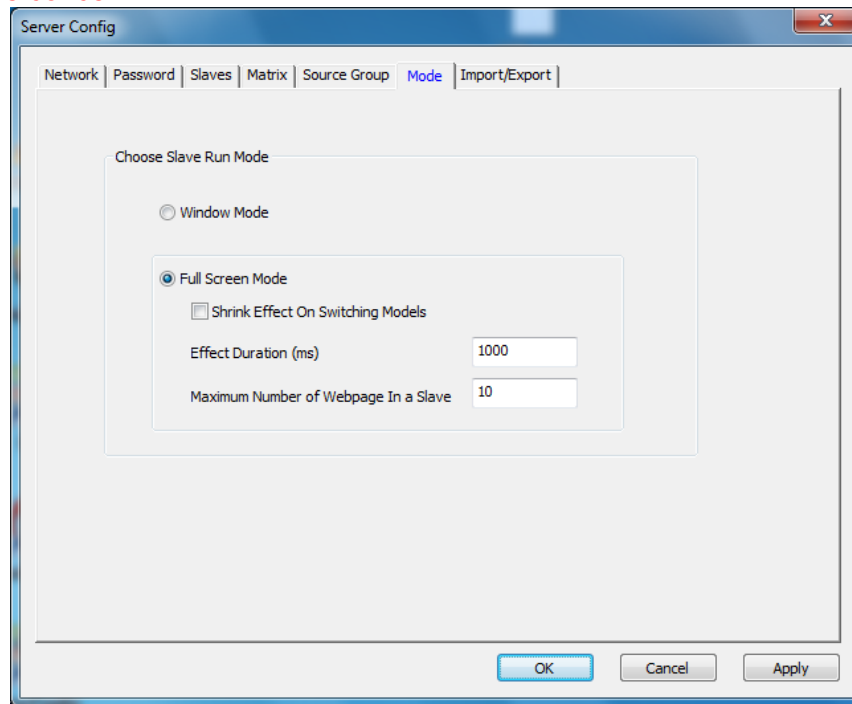 Server Config
Network Password Slaves Matrix Source Group Mode Import/Export
Choose Slave Run Mode
Window Mode
Full Screen Mode
Shrink Effect On Switching Models
Effect Duration (ms) 1000
Maximum Number of Webpage In a Slave 10
OK Cancel Apply